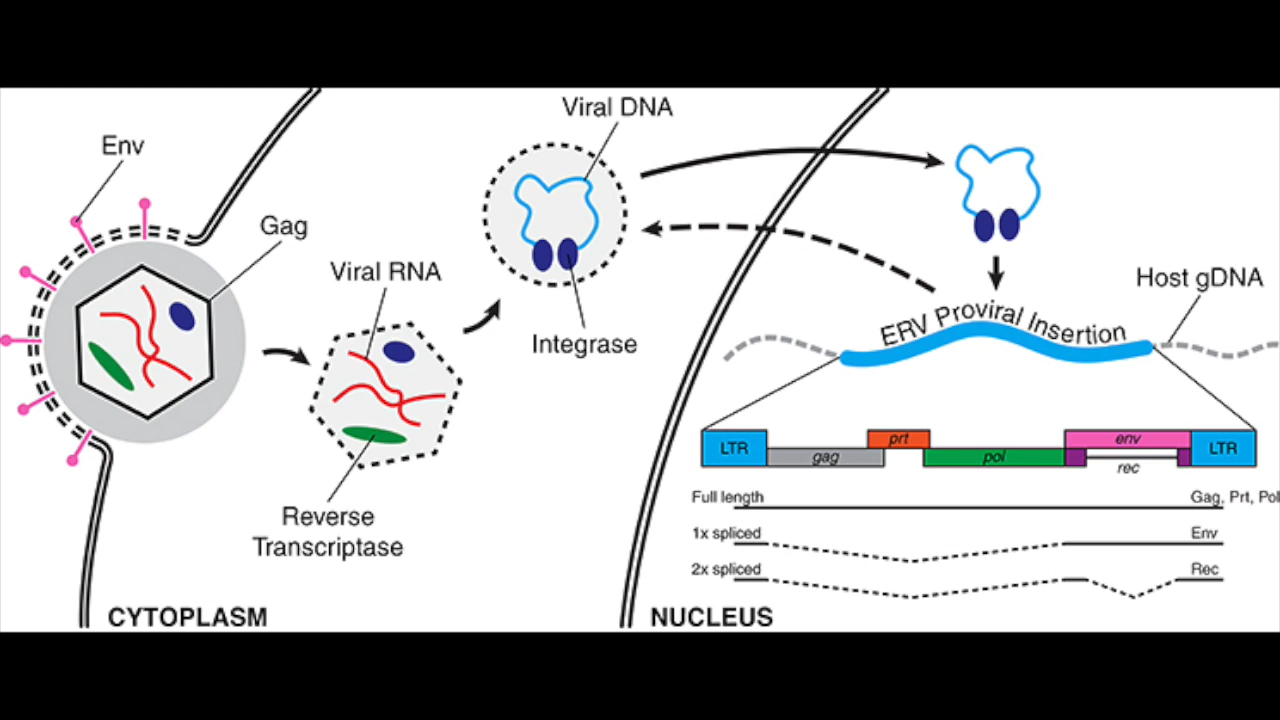 Viral DNA
Env
Gag
Viral RNA
Integrase
Host gDNA
ERV Proviral Insertion
LTR
gag
prt
pol
env
rec
LTR
Full length
Gag, Prt, Pol
1x spliced
Env
2x spliced
Rec
Reverse
Transcriptase
CYTOPLASM
NUCLEUS